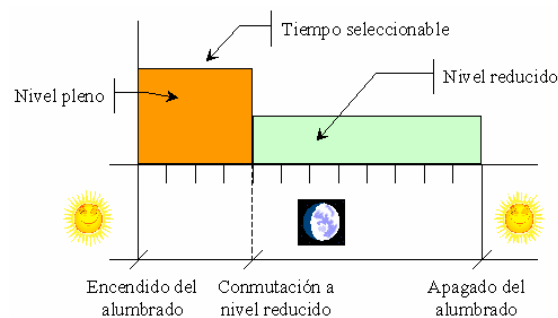 Tiempo seleccionable
Nivel pleno
Nivel reducido
Encendido del
alumbrado
Conmutación a
nivel reducido
Apagado del
alumbrado